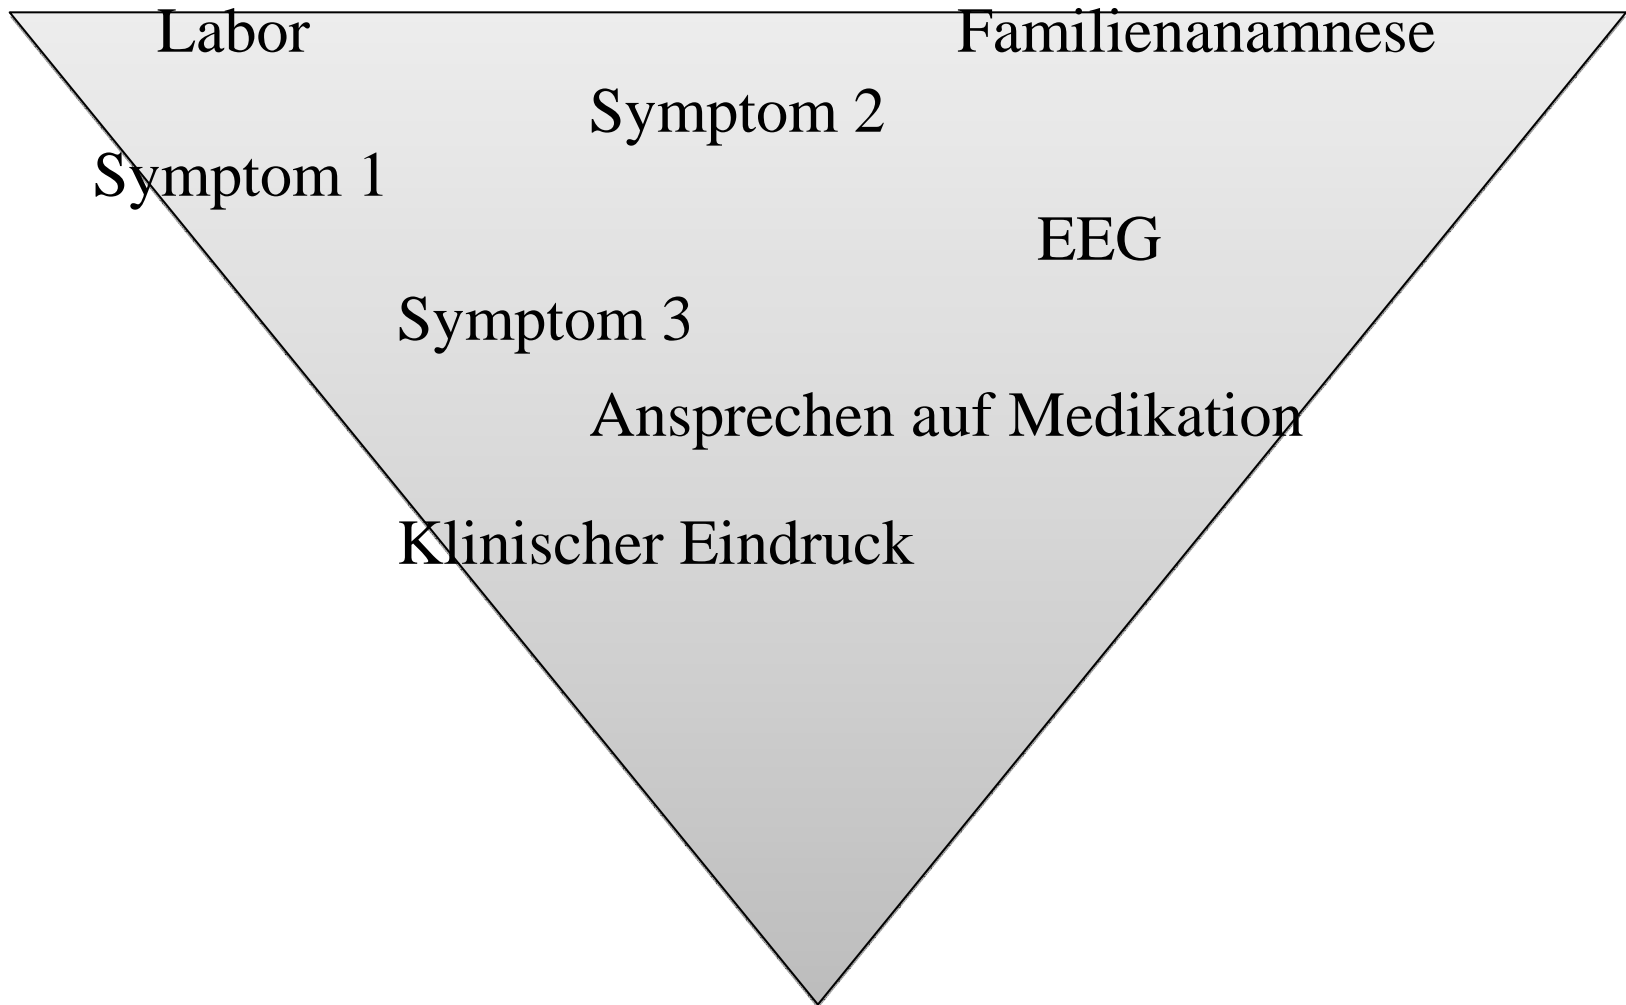 Labor
Familienanamnese
Symptom 2
Symptom 1
EEG
Symptom 3
Ansprechen auf Medikation
Klinischer Eindruck